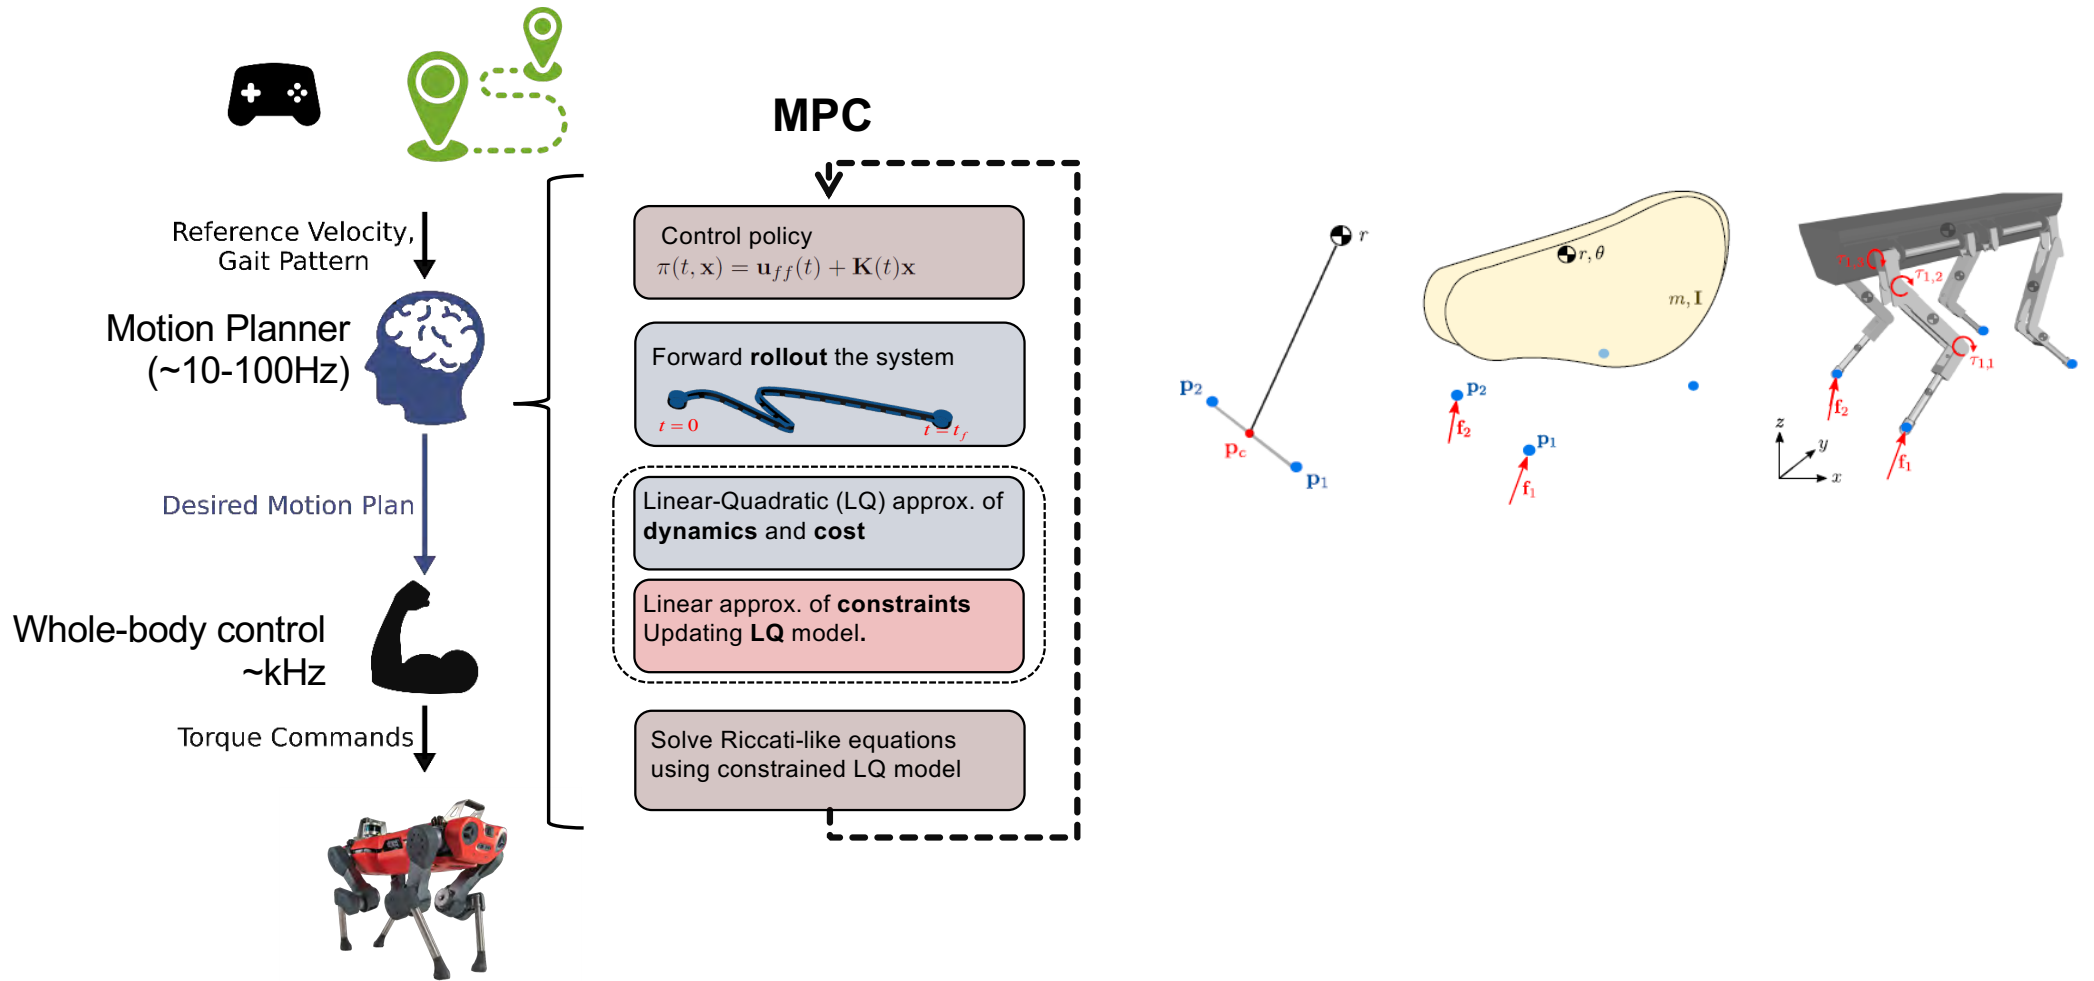 Reference Velocity,
Gait Pattern
Motion Planner
(~10-100Hz)
Desired Motion Plan
Whole-body control
~kHz
Torque Commands
MPC
Control policy
π(t, x) = u_ff(t) + K(t)x
Forward rollout the system
t = 0
t = t_f
Linear-Quadratic (LQ) approx. of
dynamics and cost
Linear approx. of constraints
Updating LQ model.
Solve Riccati-like equations
using constrained LQ model
r
p₂
p_c
p₁
r, θ
m, I
p₂
f₂
p₁
f₁
τ₁,₂
τ₁,₁
f₂
f₁
z
y
x